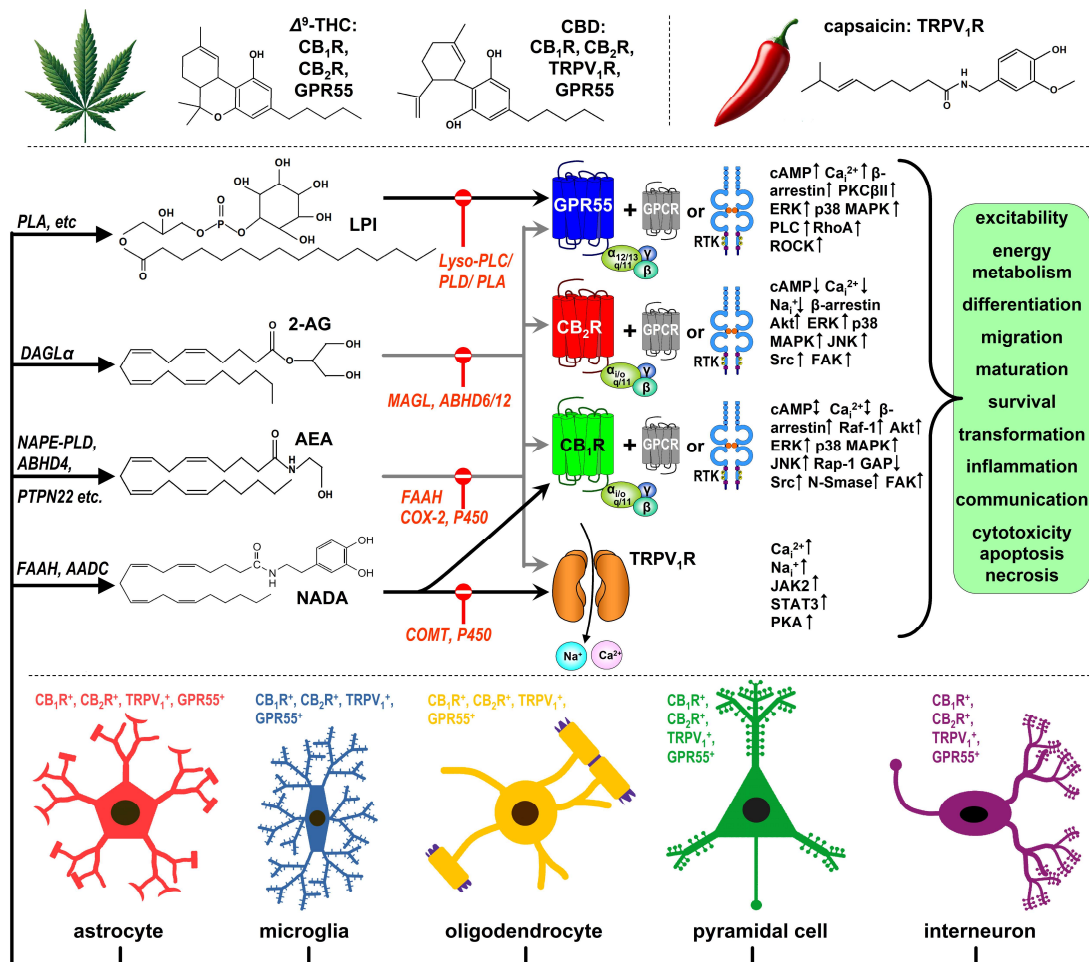 Δ⁹-THC:
CB₁R,
CB₂R,
GPR55
OH
O
CBD:
CB₁R, CB₂R,
TRPV₁R,
GPR55
OH
OH
capsaicin: TRPV₁R
OH
O
N
H
O
PLA, etc
OH
O
O
O
P
OH
O
OH
OH
OH
OH
OH
O
LPI
Lyso-PLC/
PLD/ PLA
GPR55
+
GPCR
or
RTK
α12/13
q/11
γ
β
cAMP↑ Caᵢ²⁺↑ β-
arrestin↑ PKCβII↑
ERK↑ p38 MAPK↑
PLC↑RhoA↑
ROCK↑
DAGLα
2-AG
O
O
OH
OH
MAGL, ABHD6/12
CB₂R
+
GPCR
or
RTK
αi/o
q/11
γ
β
cAMP↓ Caᵢ²⁺↓
Naᵢ⁺↓ β-arrestin
Akt↑ ERK↑p38
MAPK↑JNK↑
Src↑ FAK↑
NAPE-PLD,
ABHD4,
PTPN22 etc.
AEA
O
N
H
OH
FAAH
COX-2, P450
CB₁R
+
GPCR
or
RTK
αi/o
q/11
γ
β
cAMP↕ Caᵢ²⁺↕ β-
arrestin↑ Raf-1↑ Akt↑
ERK↑ p38 MAPK↑
JNK↑ Rap-1 GAP↓
Src↑ N-Smase↑ FAK↑
FAAH, AADC
O
N
H
OH
OH
NADA
COMT, P450
TRPV₁R
Na⁺
Ca²⁺
Caᵢ²⁺↑
Naᵢ⁺↑
JAK2↑
STAT3↑
PKA↑
excitability
energy
metabolism
differentiation
migration
maturation
survival
transformation
inflammation
communication
cytotoxicity
apoptosis
necrosis
CB₁R⁺, CB₂R⁺, TRPV₁⁺, GPR55⁺
CB₁R⁺, CB₂R⁺, TRPV₁⁺,
GPR55⁺
CB₁R⁺, CB₂R⁺, TRPV₁⁺,
GPR55⁺
CB₁R⁺,
CB₂R⁺,
TRPV₁⁺,
GPR55⁺
CB₁R⁺,
CB₂R⁺,
TRPV₁⁺,
GPR55⁺
astrocyte
microglia
oligodendrocyte
pyramidal cell
interneuron